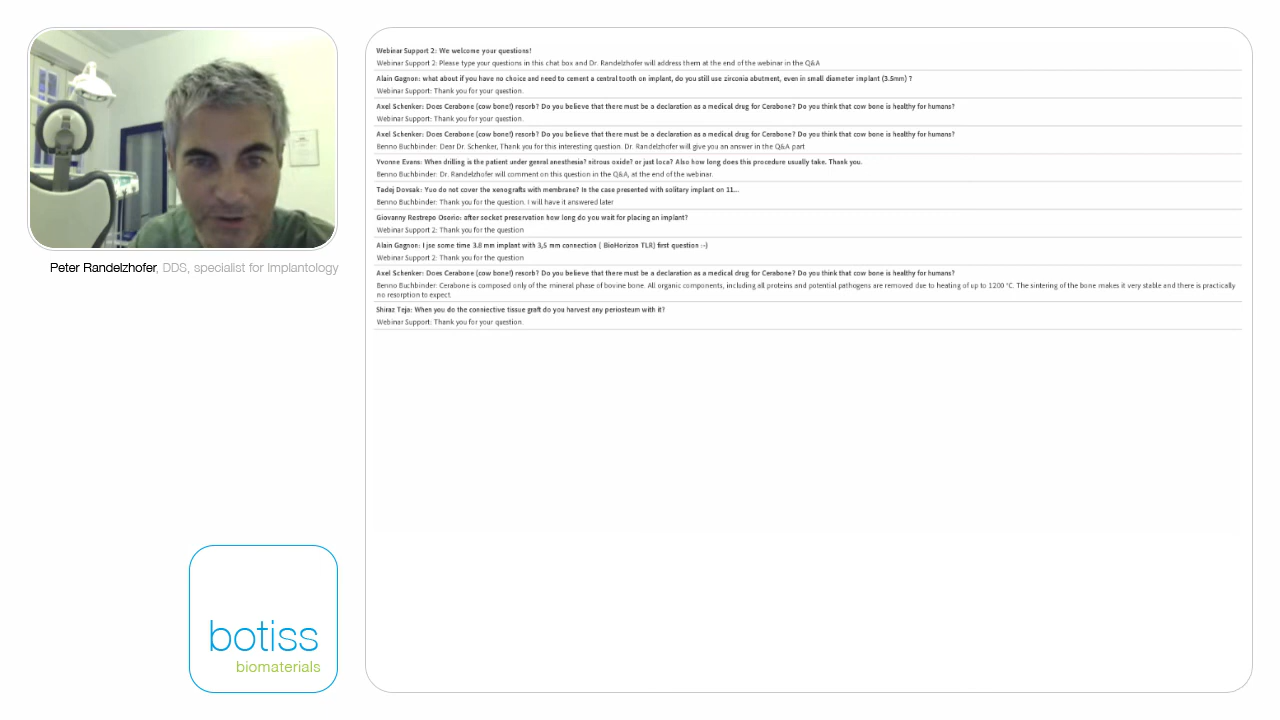 Peter Randelzhofer, DDS, specialist for Implantology
botiss
biomaterials
Webinar Support 2: We welcome your questions!
Webinar Support 2: Please type your questions in this chat box and Dr. Randelzhofer will address them at the end of the webinar in the Q&A
Alain Gagnon: what about if you have no choice and need to cement a central tooth on implant, do you still use zirconia abutment, even in small diameter implant (3.5mm) ?
Webinar Support: Thank you for your question.
Axel Schenker: Does Cerabone (cow bone!) resorb? Do you believe that there must be a declaration as a medical drug for Cerabone? Do you think that cow bone is healthy for humans?
Webinar Support: Thank you for your question.
Axel Schenker: Does Cerabone (cow bone!) resorb? Do you believe that there must be a declaration as a medical drug for Cerabone? Do you think that cow bone is healthy for humans?
Benno Buchbinder: Dear Dr. Schenker, Thank you for this interesting question. Dr. Randelzhofer will give you an answer in the Q&A part
Yvonne Evans: When drilling is the patient under genral anesthesia? nitrous oxide? or just loca? Also how long does this procedure usually take. Thank you.
Benno Buchbinder: Dr. Randelzhofer will comment on this question in the Q&A, at the end of the webinar.
Tadej Dovsak: Yuo do not cover the xenografts with membrane? In the case presented with solitary implant on 11...
Benno Buchbinder: Thank you for the question. I will have it answered later
Giovanny Restrepo Osorio: after socket preservation how long do you wait for placing an implant?
Webinar Support 2: Thank you for the question
Alain Gagnon: I jse some time 3.8 mm implant with 3,5 mm connection ( BioHorizon TLR) first question :-)
Webinar Support 2: Thank you for the question
Axel Schenker: Does Cerabone (cow bone!) resorb? Do you believe that there must be a declaration as a medical drug for Cerabone? Do you think that cow bone is healthy for humans?
Benno Buchbinder: Cerabone is composed only of the mineral phase of bovine bone. All organic components, including all proteins and potential pathogens are removed due to heating of up to 1200 °C. The sintering of the bone makes it very stable and there is practically
no resorption to expect.
Shiraz Teja: When you do the conniective tissue graft do you harvest any periosteum with it?
Webinar Support: Thank you for your question.